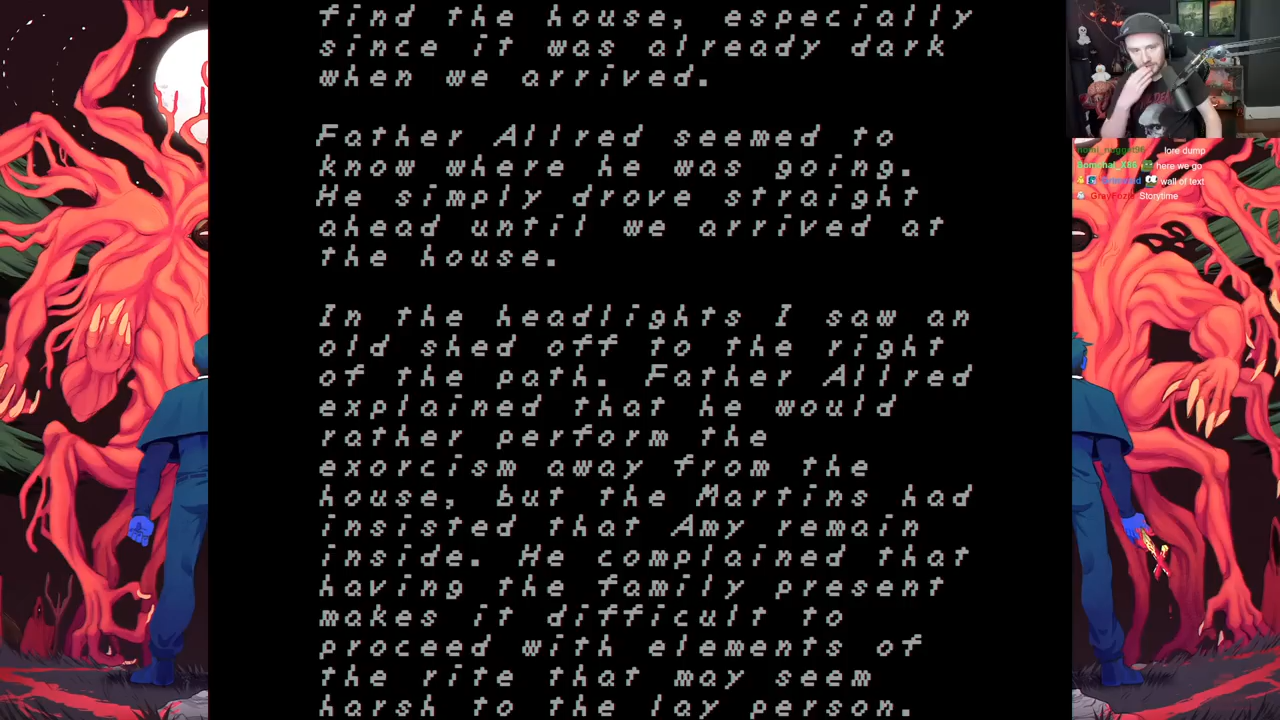 find the house, especially
since it was already dark
when we arrived.
Father Allred seemed to
know where he was going.
He simply drove straight
ahead until we arrived at
the house.
In the headlights I saw an
old shed off to the right
of the path. Father Allred
explained that he would
rather perform the
exorcism away from the
house, but the Martins had
insisted that Amy remain
inside. He complained that
having the family present
makes it difficult to
proceed with elements of
the rite that may seem
harsh to the lay person.
lore dump
here we go
wall of text
GrayFozis Storytime